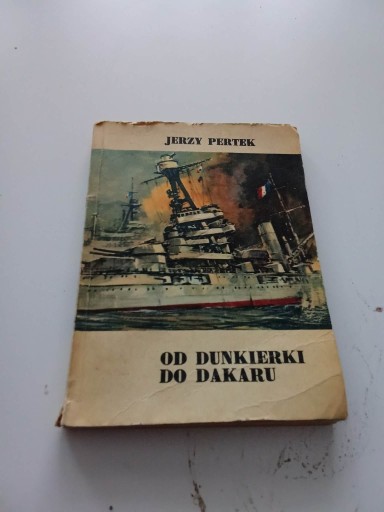 JERZY PERTEK
OD DUNKIERKI
DO DAKARU